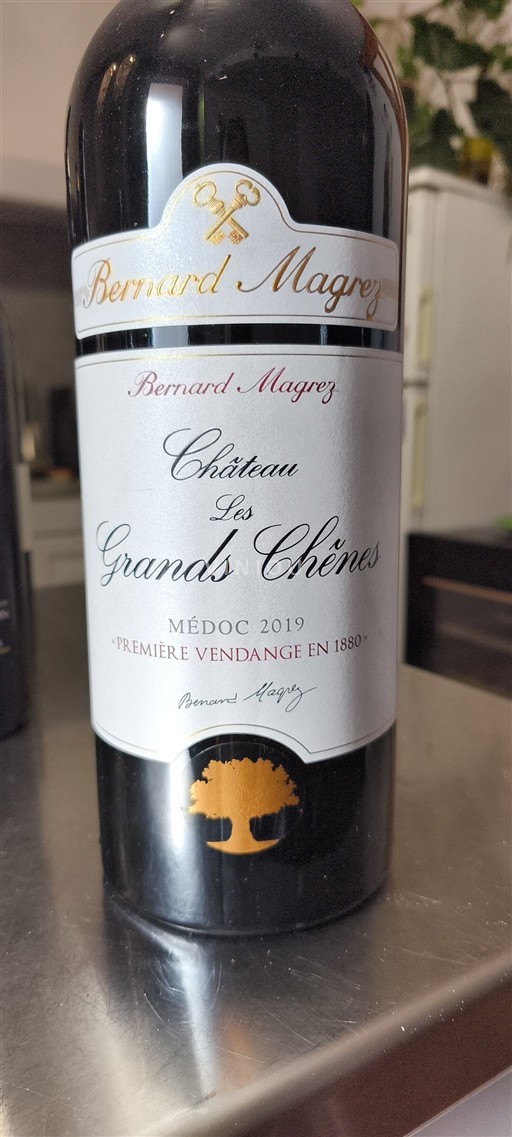 Bernard Magrez
Bernard Magrez
Château
Les
Grands Chênes
MÉDOC 2019
"PREMIÈRE VENDANGE EN 1880"
Bernard Magrez